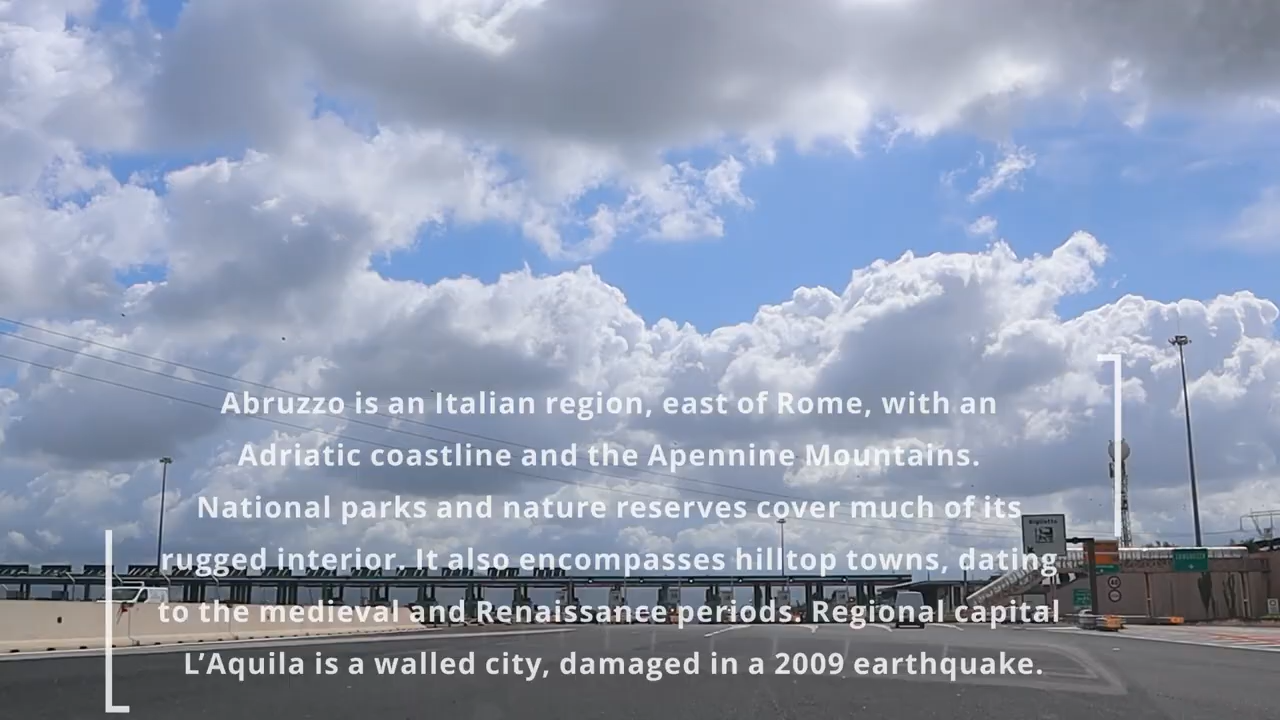 Abruzzo is an Italian region, east of Rome, with an
Adriatic coastline and the Apennine Mountains.
National parks and nature reserves cover much of its
rugged interior. It also encompasses hilltop towns, dating
to the medieval and Renaissance periods. Regional capital
L’Aquila is a walled city, damaged in a 2009 earthquake.
Biglietto